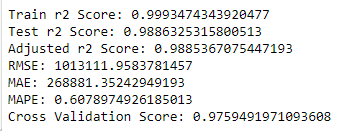 Train r2 Score: 0.9993474343920477
Test r2 Score: 0.9886325315800513
Adjusted r2 Score: 0.9885367075447193
RMSE: 1013111.9583781457
MAE: 268881.35242949193
MAPE: 0.6078974926185013
Cross Validation Score: 0.9759491971093608